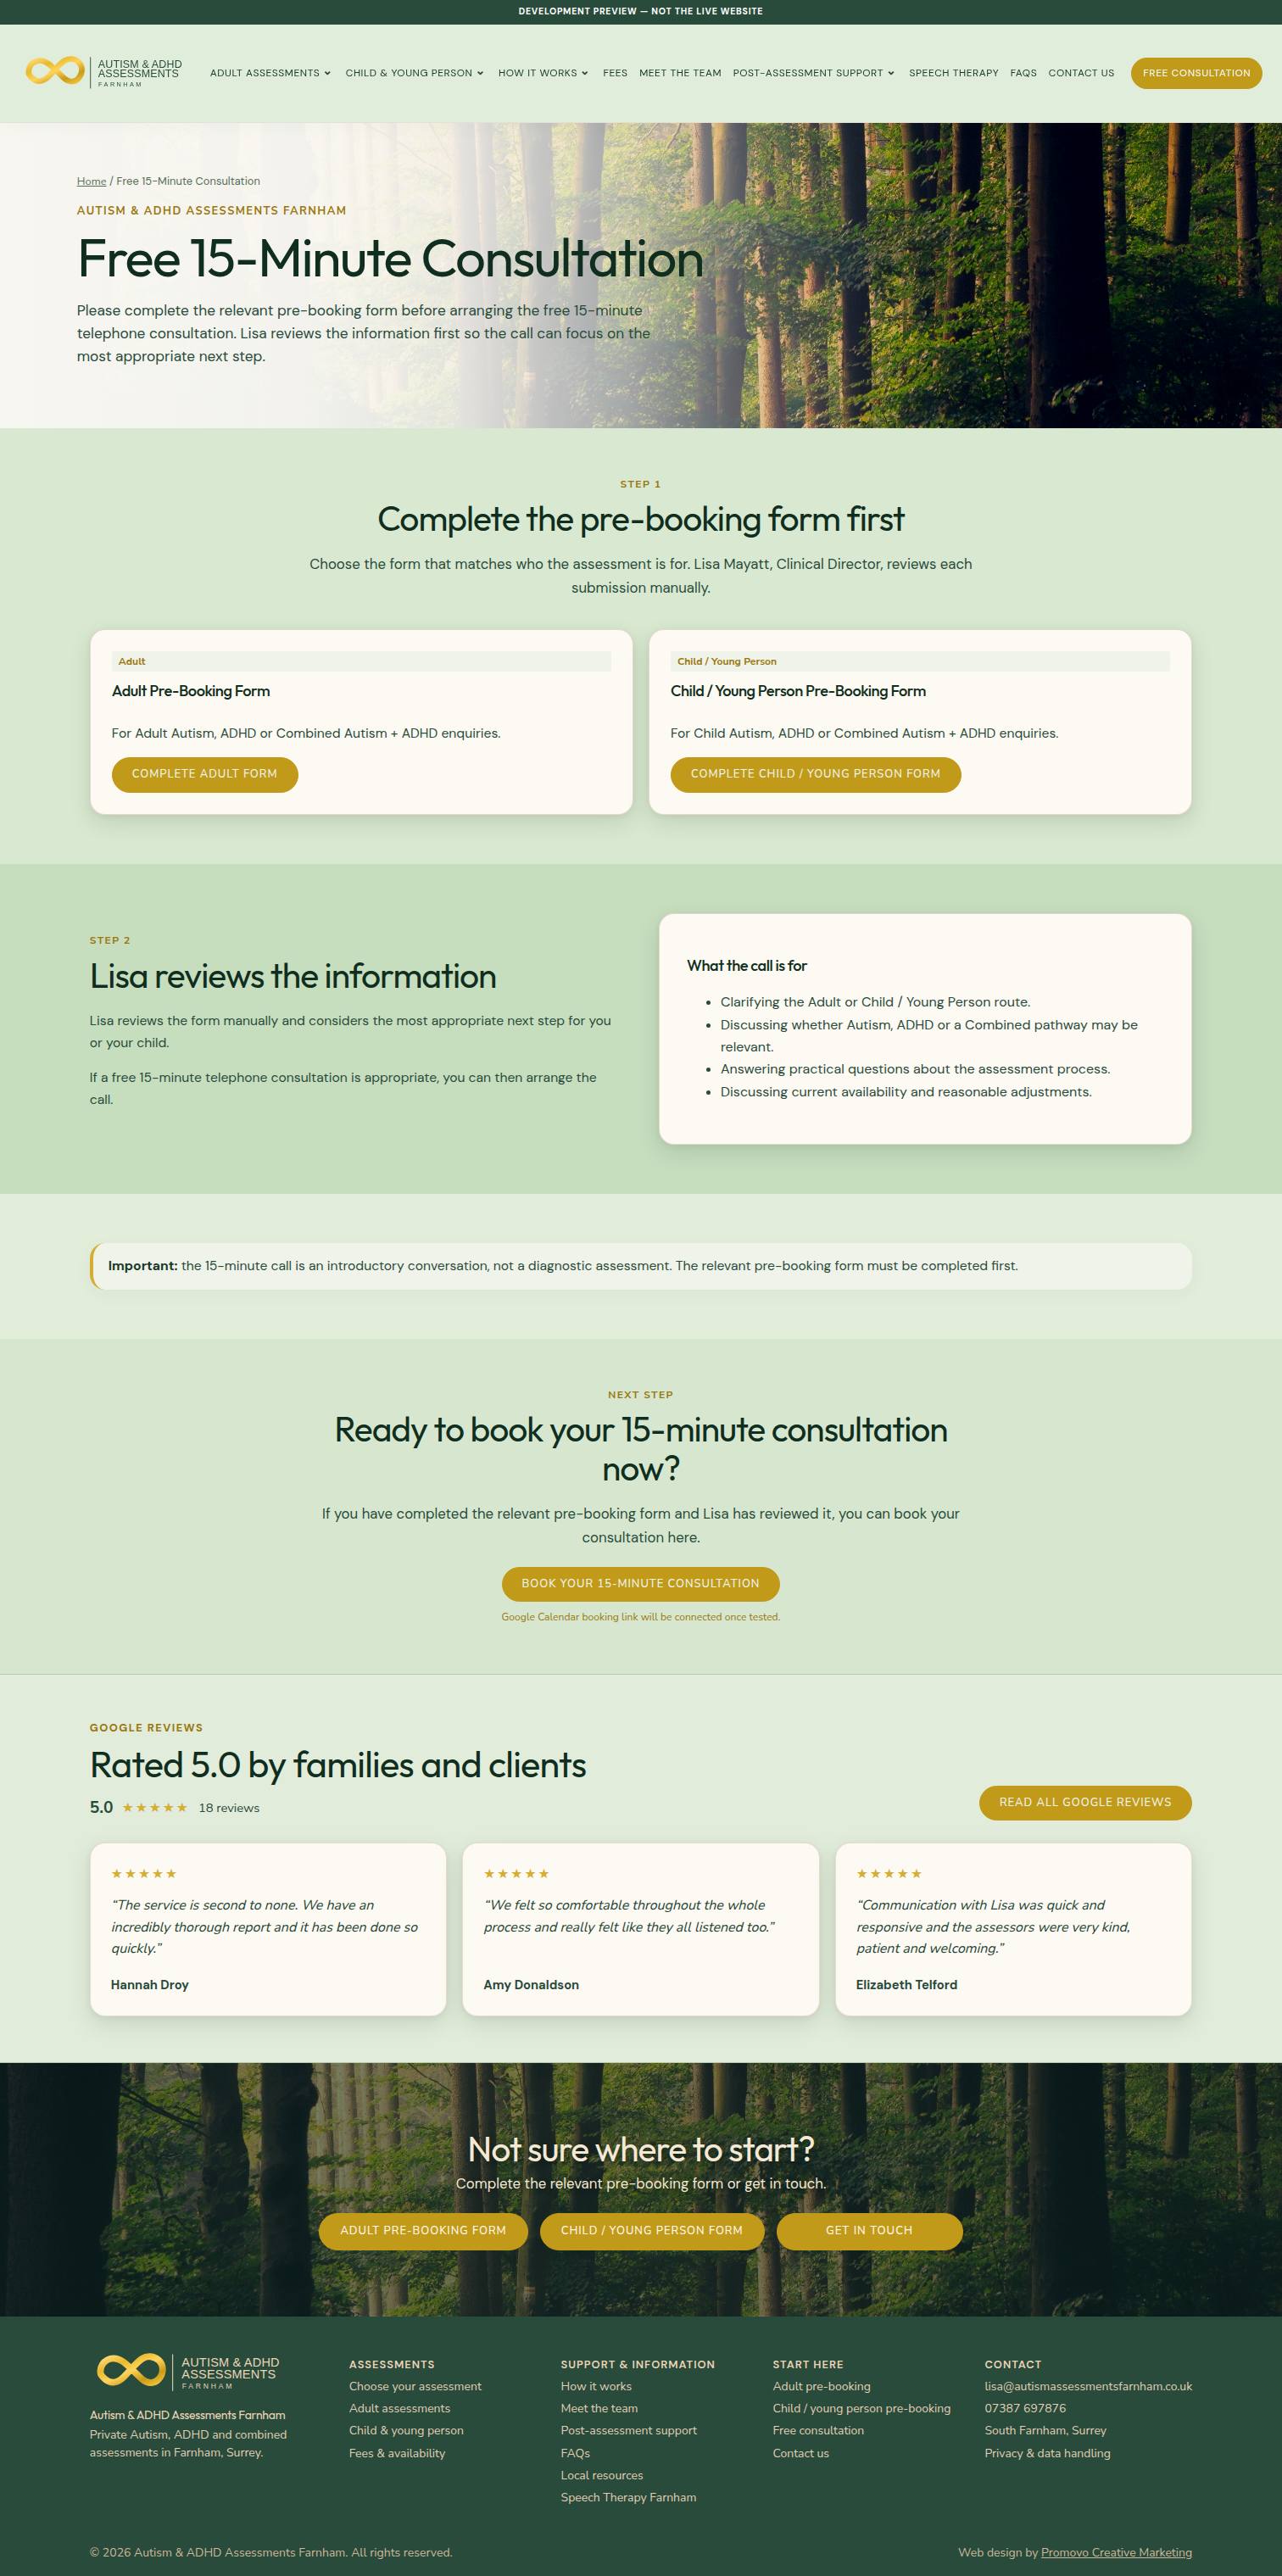 DEVELOPMENT PREVIEW — NOT THE LIVE WEBSITE
AUTISM & ADHD
ASSESSMENTS
FARNHAM
ADULT ASSESSMENTS
CHILD & YOUNG PERSON
HOW IT WORKS
FEES
MEET THE TEAM
POST-ASSESSMENT SUPPORT
SPEECH THERAPY
FAQS
CONTACT US
FREE CONSULTATION
Home / Free 15-Minute Consultation
AUTISM & ADHD ASSESSMENTS FARNHAM
Free 15-Minute Consultation
Please complete the relevant pre-booking form before arranging the free 15-minute
telephone consultation. Lisa reviews the information first so the call can focus on the
most appropriate next step.
STEP 1
Complete the pre-booking form first
Choose the form that matches who the assessment is for. Lisa Mayatt, Clinical Director, reviews each
submission manually.
Adult
Adult Pre-Booking Form
For Adult Autism, ADHD or Combined Autism + ADHD enquiries.
COMPLETE ADULT FORM
Child / Young Person
Child / Young Person Pre-Booking Form
For Child Autism, ADHD or Combined Autism + ADHD enquiries.
COMPLETE CHILD / YOUNG PERSON FORM
STEP 2
Lisa reviews the information
Lisa reviews the form manually and considers the most appropriate next step for you
or your child.
If a free 15-minute telephone consultation is appropriate, you can then arrange the
call.
What the call is for
• Clarifying the Adult or Child / Young Person route.
• Discussing whether Autism, ADHD or a Combined pathway may be
relevant.
• Answering practical questions about the assessment process.
• Discussing current availability and reasonable adjustments.
Important: the 15-minute call is an introductory conversation, not a diagnostic assessment. The relevant pre-booking form must be completed first.
NEXT STEP
Ready to book your 15-minute consultation
now?
If you have completed the relevant pre-booking form and Lisa has reviewed it, you can book your
consultation here.
BOOK YOUR 15-MINUTE CONSULTATION
Google Calendar booking link will be connected once tested.
GOOGLE REVIEWS
Rated 5.0 by families and clients
5.0 ★★★★★ 18 reviews
READ ALL GOOGLE REVIEWS
★★★★★
“The service is second to none. We have an
incredibly thorough report and it has been done so
quickly.”
Hannah Droy
★★★★★
“We felt so comfortable throughout the whole
process and really felt like they all listened too.”
Amy Donaldson
★★★★★
“Communication with Lisa was quick and
responsive and the assessors were very kind,
patient and welcoming.”
Elizabeth Telford
Not sure where to start?
Complete the relevant pre-booking form or get in touch.
ADULT PRE-BOOKING FORM
CHILD / YOUNG PERSON FORM
GET IN TOUCH
AUTISM & ADHD
ASSESSMENTS
FARNHAM
Autism & ADHD Assessments Farnham
Private Autism, ADHD and combined
assessments in Farnham, Surrey.
ASSESSMENTS
Choose your assessment
Adult assessments
Child & young person
Fees & availability
SUPPORT & INFORMATION
How it works
Meet the team
Post-assessment support
FAQs
Local resources
Speech Therapy Farnham
START HERE
Adult pre-booking
Child / young person pre-booking
Free consultation
Contact us
CONTACT
lisa@autismassessmentsfarnham.co.uk
07387 697876
South Farnham, Surrey
Privacy & data handling
© 2026 Autism & ADHD Assessments Farnham. All rights reserved.
Web design by Promovo Creative Marketing